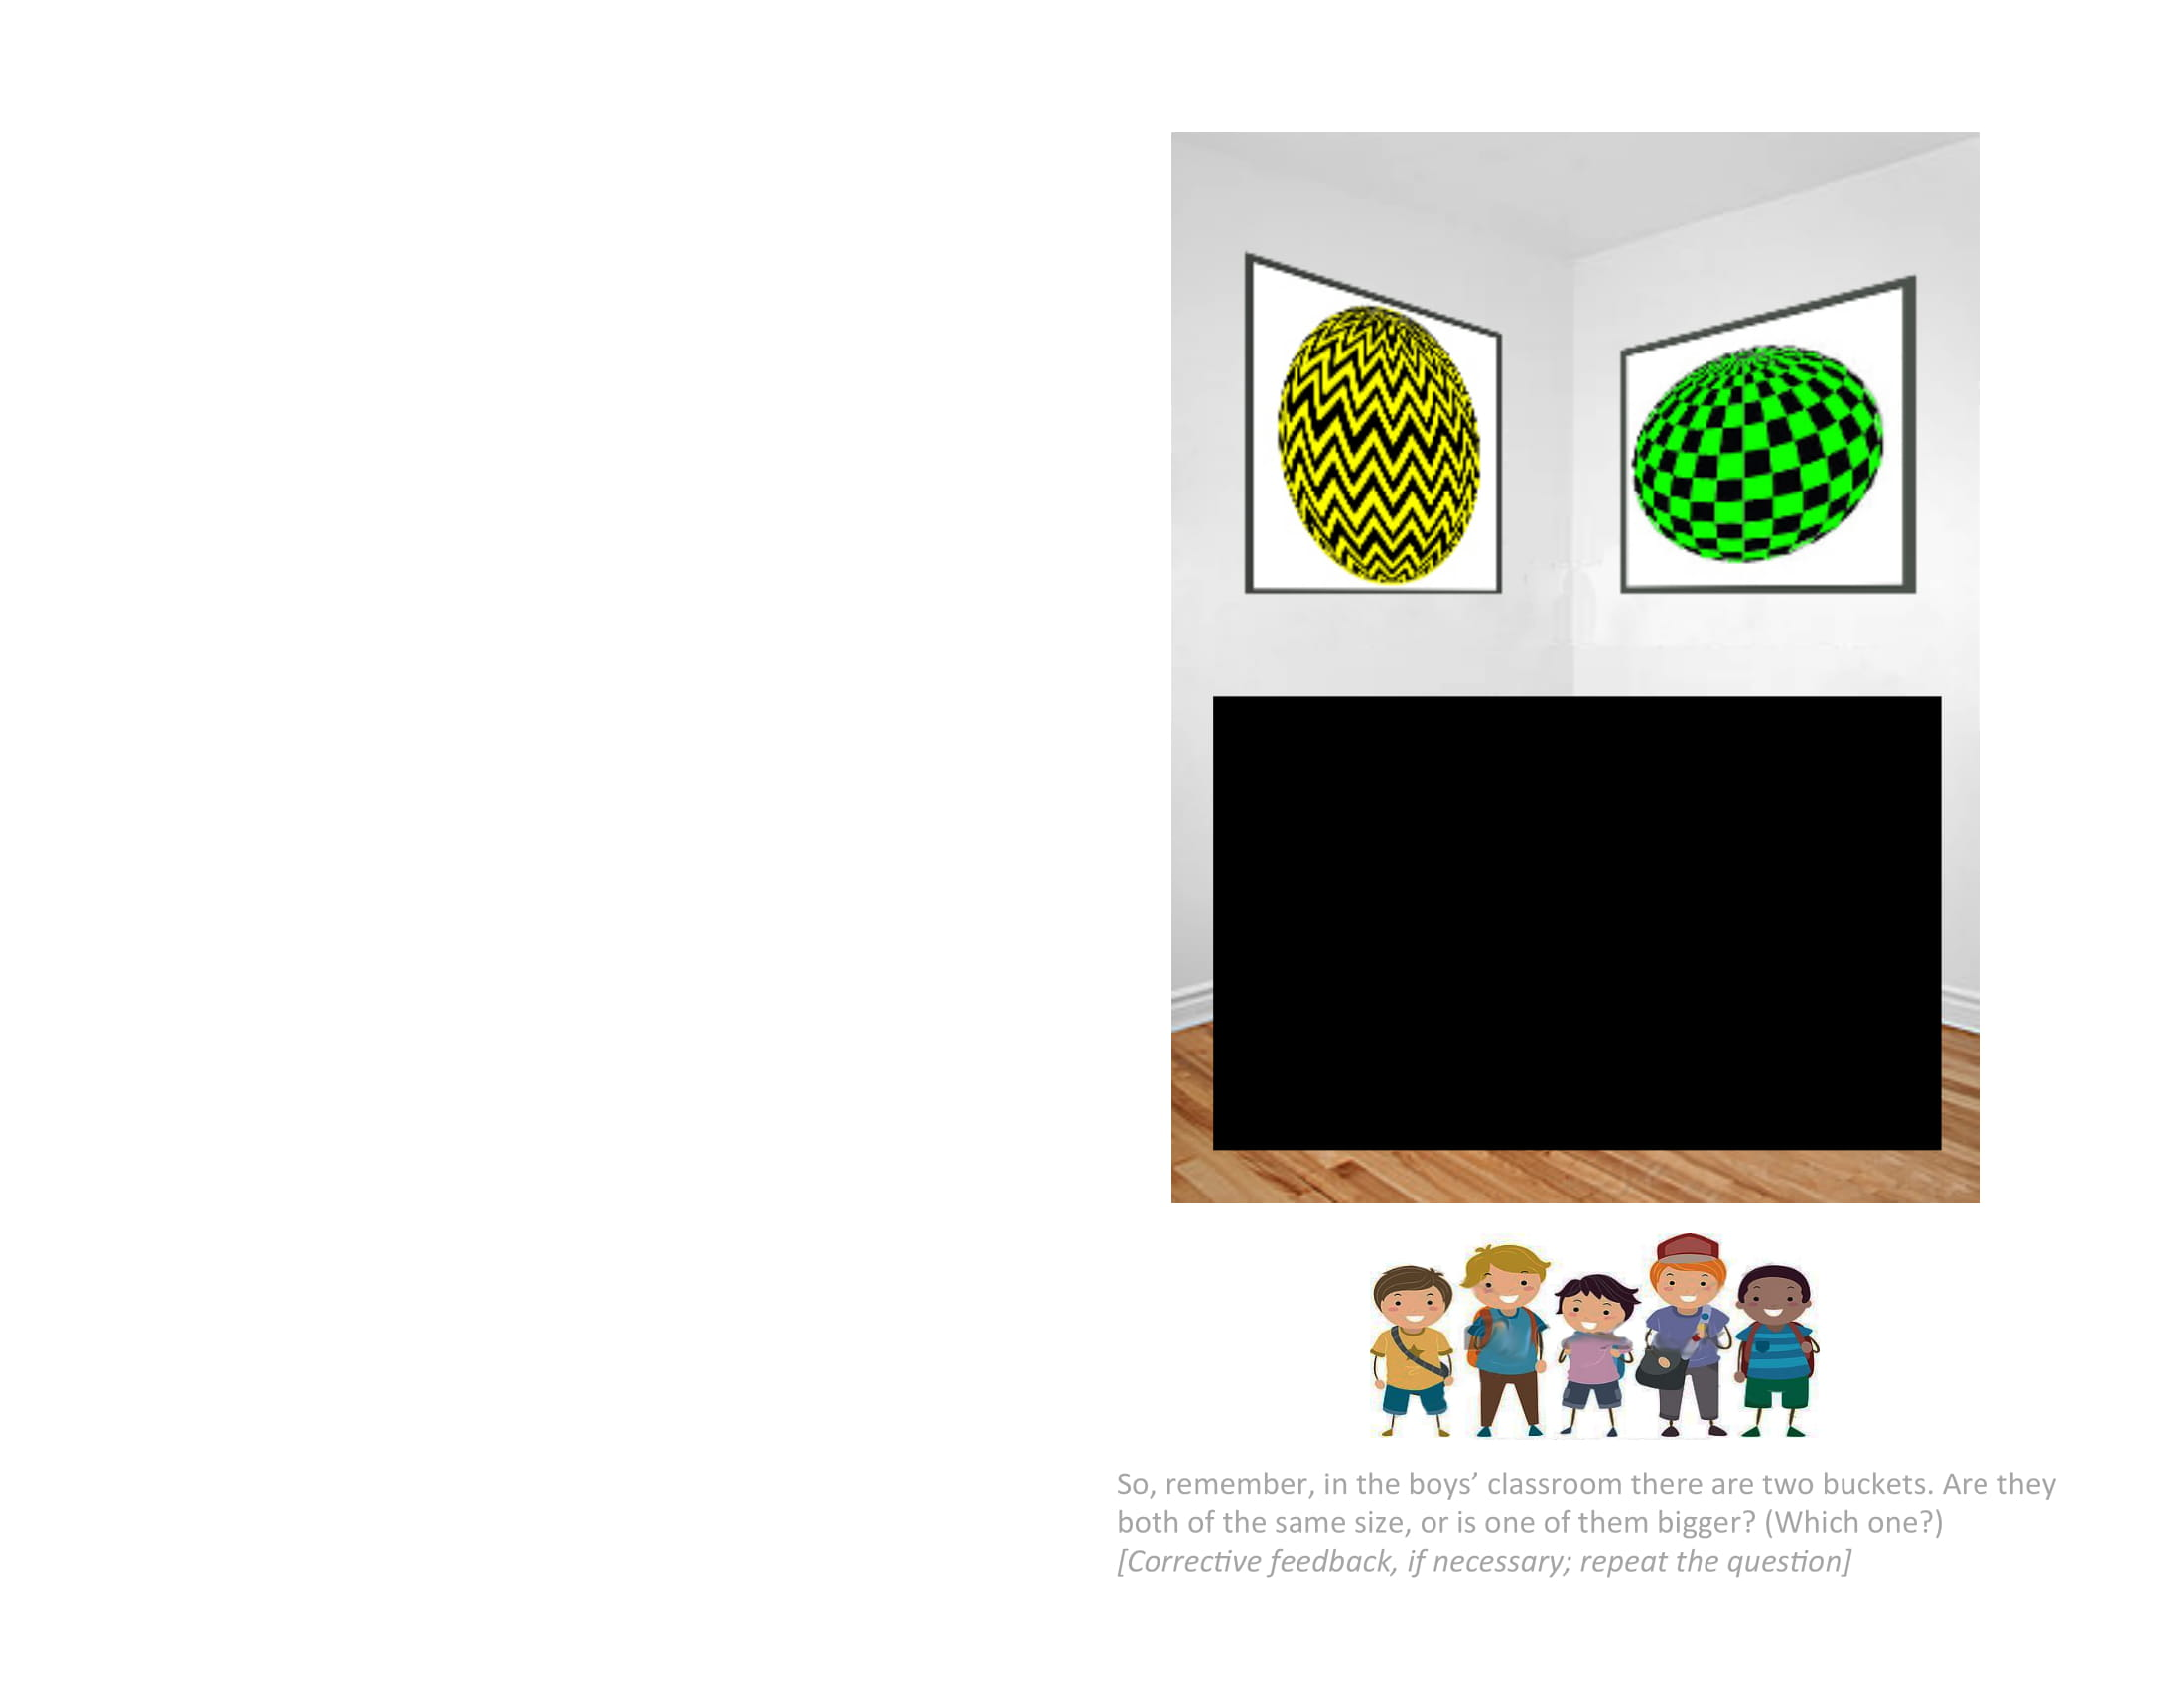 So, remember, in the boys’ classroom there are two buckets. Are they
both of the same size, or is one of them bigger? (Which one?)
[Corrective feedback, if necessary; repeat the question]